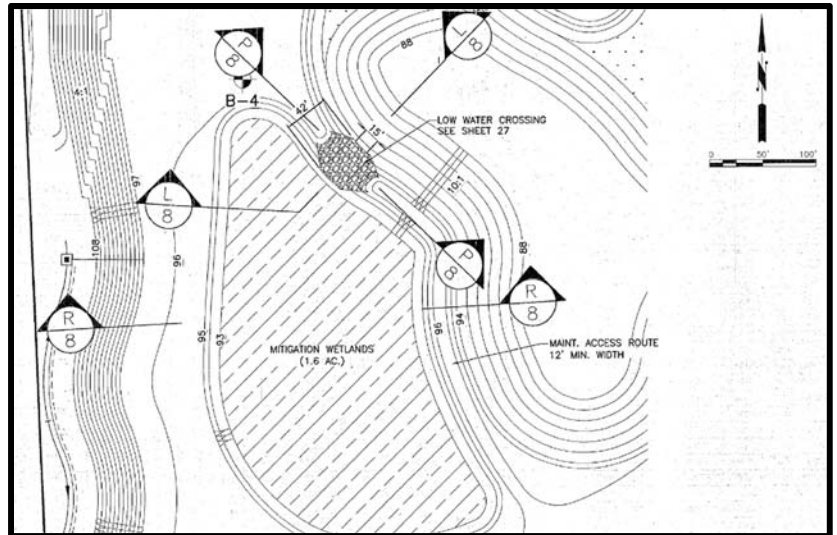 P
8
L
8
88
B-4
42'
15'
LOW WATER CROSSING
SEE SHEET 27
N
0 50' 100'
4:1
97
L
8
10:1
108
96
P
8
88
R
8
R
8
95
93
96
94
MITIGATION WETLANDS
(1.6 AC.)
MAINT. ACCESS ROUTE
12' MIN. WIDTH